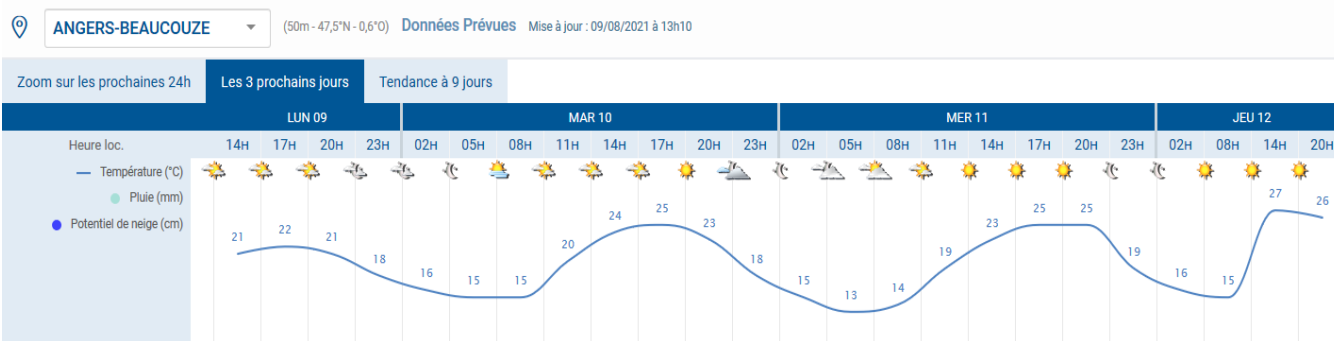 ANGERS-BEAUCOUZE (50m - 47,5°N - 0,6°O) Données Prévues Mise à jour : 09/08/2021 à 13h10
Zoom sur les prochaines 24h Les 3 prochains jours Tendance à 9 jours
LUN 09 MAR 10 MER 11 JEU 12
Heure loc. 14H 17H 20H 23H 02H 05H 08H 11H 14H 17H 20H 23H 02H 05H 08H 11H 14H 17H 20H 23H 02H 08H 14H 20H
Température (°C)
Pluie (mm)
Potentiel de neige (cm)
21 22 21 18 16 15 15 20 24 25 23 18 15 13 14 19 23 25 25 19 16 15 27 26